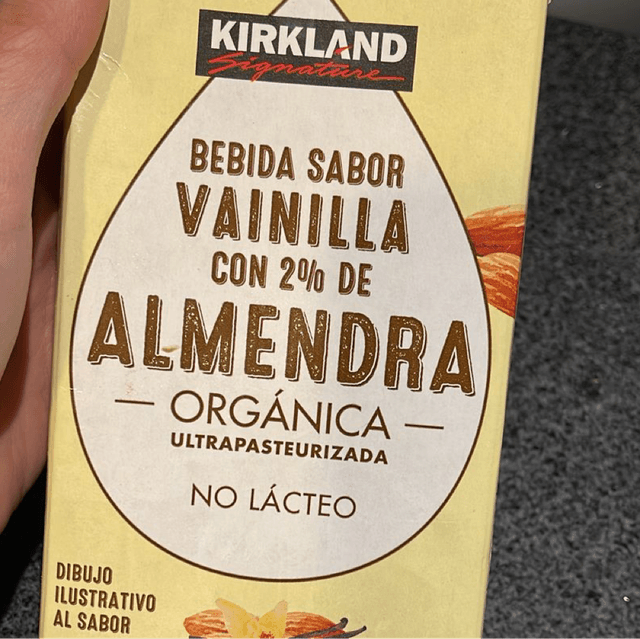 KIRKLAND
Signature
BEBIDA SABOR
VAINILLA
CON 2% DE
ALMENDRA
ORGÁNICA
ULTRAPASTEURIZADA
NO LÁCTEO
DIBUJO
ILUSTRATIVO
AL SABOR